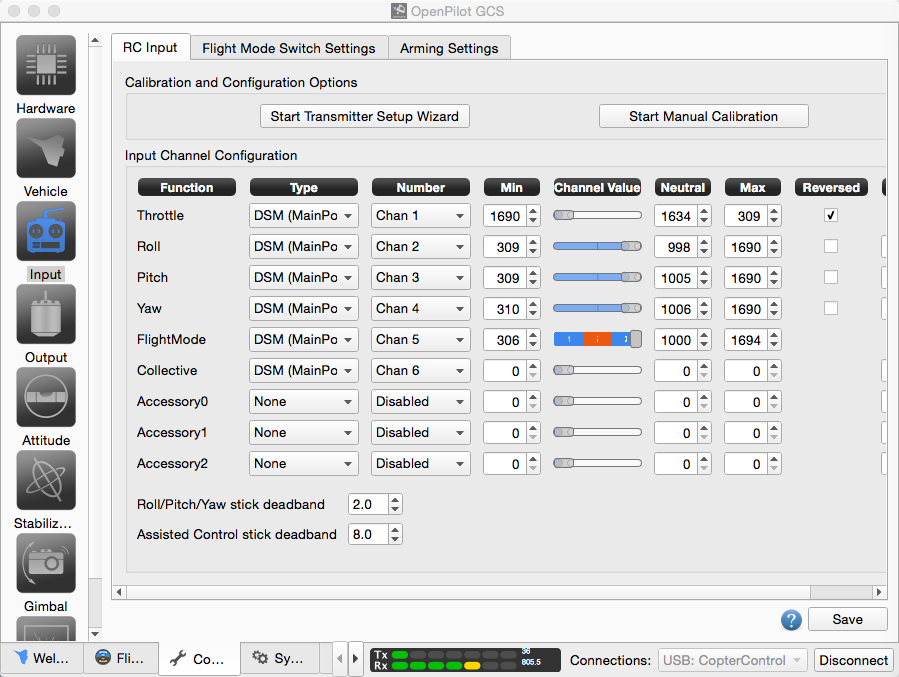 OpenPilot GCS
RC Input Flight Mode Switch Settings Arming Settings
Calibration and Configuration Options
Start Transmitter Setup Wizard Start Manual Calibration
Input Channel Configuration
Function Type Number Min Channel Value Neutral Max Reversed
Throttle DSM (MainPo Chan 1 1690 1634 309
Roll DSM (MainPo Chan 2 309 998 1690
Pitch DSM (MainPo Chan 3 309 1005 1690
Yaw DSM (MainPo Chan 4 310 1006 1690
FlightMode DSM (MainPo Chan 5 306 1000 1694
Collective DSM (MainPo Chan 6 0 0 0
Accessory0 None Disabled 0 0 0
Accessory1 None Disabled 0 0 0
Accessory2 None Disabled 0 0 0
Roll/Pitch/Yaw stick deadband 2.0
Assisted Control stick deadband 8.0
Hardware
Vehicle
Input
Output
Attitude
Stabiliz...
Gimbal
? Save
Wel... Fli... Co... Sy...
Tx 36
Rx 805.5
Connections: USB: CopterControl Disconnect